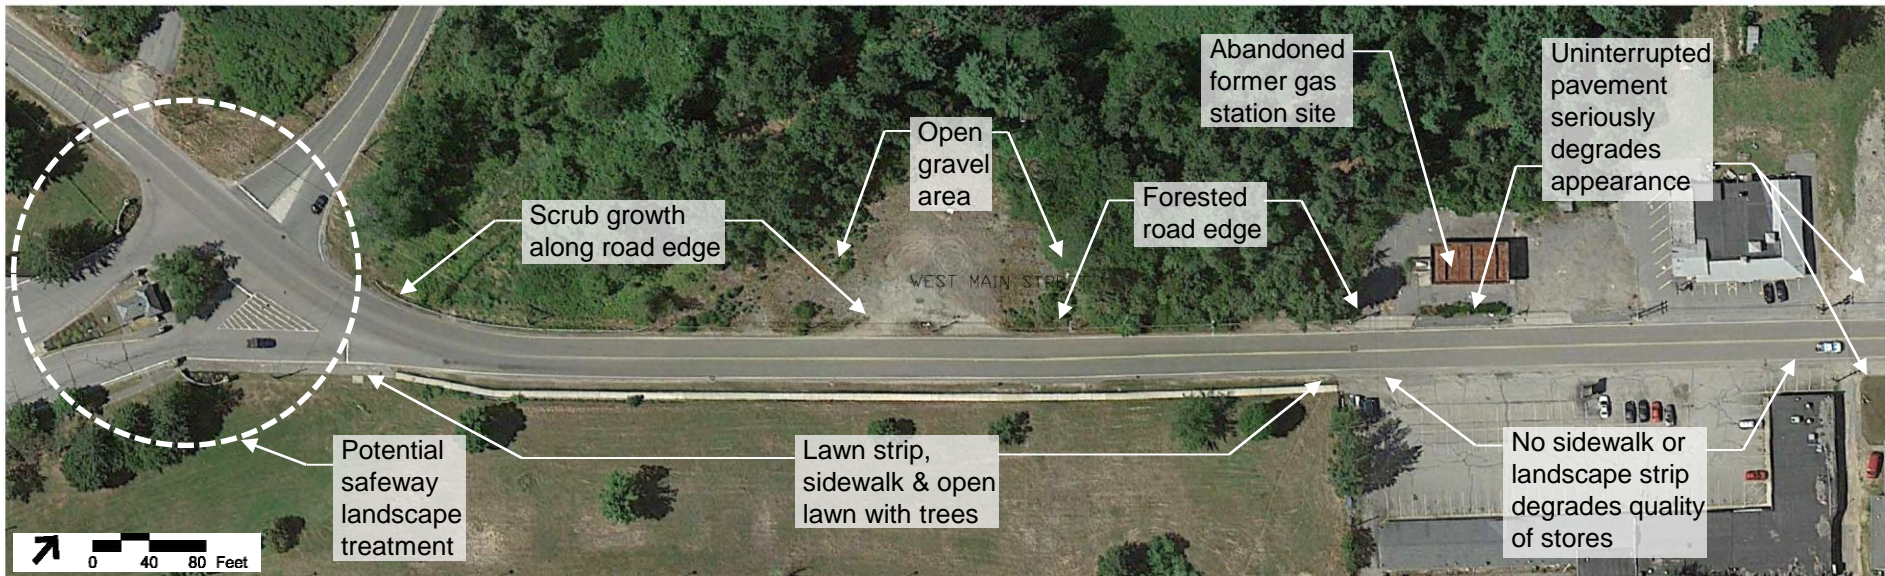 Abandoned
former gas
station site
Uninterrupted
pavement
seriously
degrades
appearance
Open
gravel
area
Forested
road edge
Scrub growth
along road edge
WEST MAIN STREET
Potential
safeway
landscape
treatment
Lawn strip,
sidewalk & open
lawn with trees
No sidewalk or
landscape strip
degrades quality
of stores
0 40 80 Feet